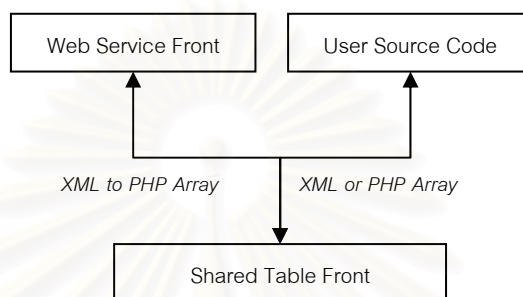 Web Service Front
User Source Code
XML to PHP Array
XML or PHP Array
Shared Table Front